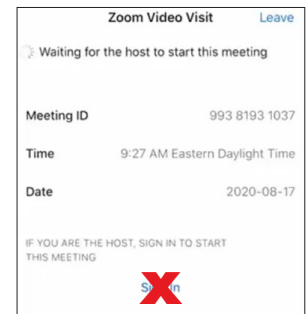 Zoom Video Visit Leave
Waiting for the host to start this meeting
Meeting ID 993 8193 1037
Time 9:27 AM Eastern Daylight Time
Date 2020-08-17
IF YOU ARE THE HOST, SIGN IN TO START
THIS MEETING